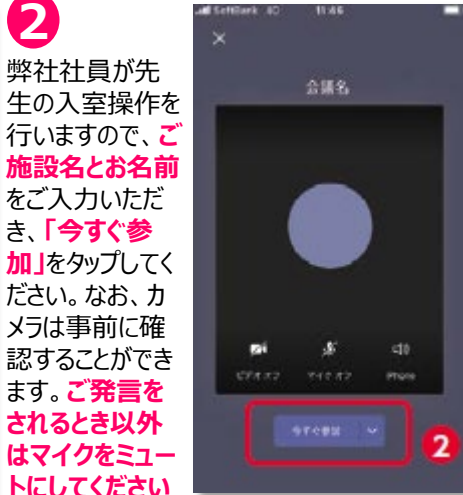 2
弊社社員が先
生の入室操作を
行いますので、ご
施設名とお名前
をご入力いただ
き、「今すぐ参
加」をタップしてく
ださい。なお、カ
メラは事前に確
認することができ
ます。ご発言を
されるとき以外
はマイクをミュー
トにしてください
SoftBank 4G 11:46
×
会議名
ビデオ オフ マイク オフ iPhone
今すぐ参加
2